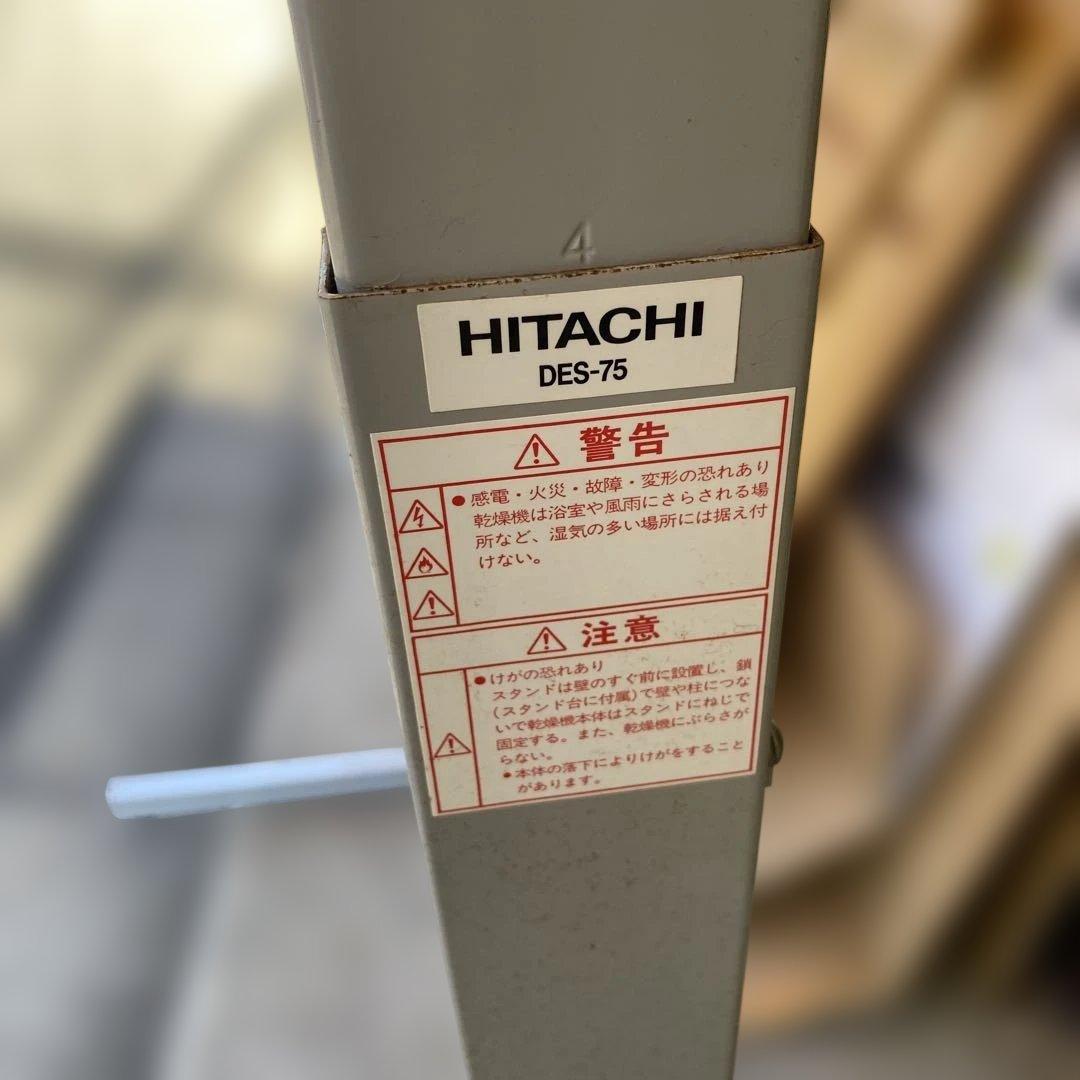 4
HITACHI
DES-75
警告
●感電・火災・故障・変形の恐れあり
乾燥機は浴室や風雨にさらされる場
所など、湿気の多い場所には据え付
けない。
注意
●けがの恐れあり
スタンドは壁のすぐ前に設置し、鎖
(スタンド台に付属)で壁や柱につな
いで乾燥機本体はスタンドにねじで
固定する。また、乾燥機にぶらさが
らない。
●本体の落下によりけがをすること
があります。